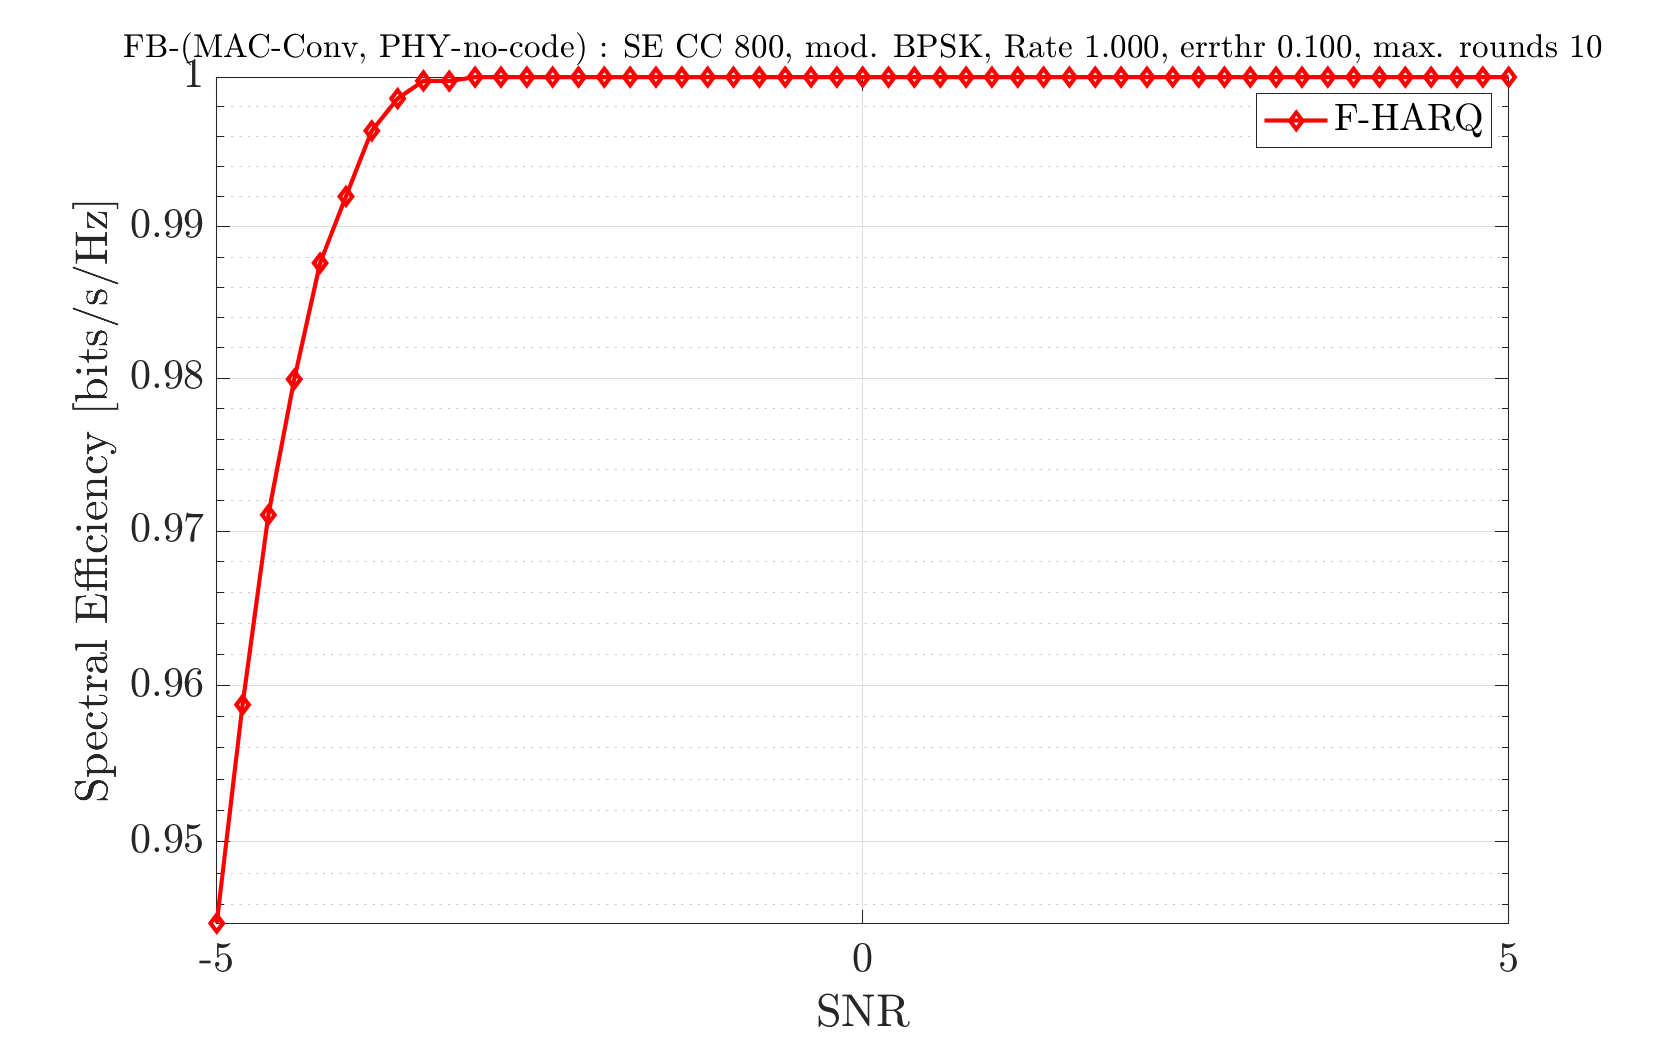 FB-(MAC-Conv, PHY-no-code) : SE CC 800, mod. BPSK, Rate 1.000, errthr 0.100, max. rounds 10
1
F-HARQ
0.99
0.98
0.97
0.96
0.95
Spectral Efficiency [bits/s/Hz]
-5
0
5
SNR